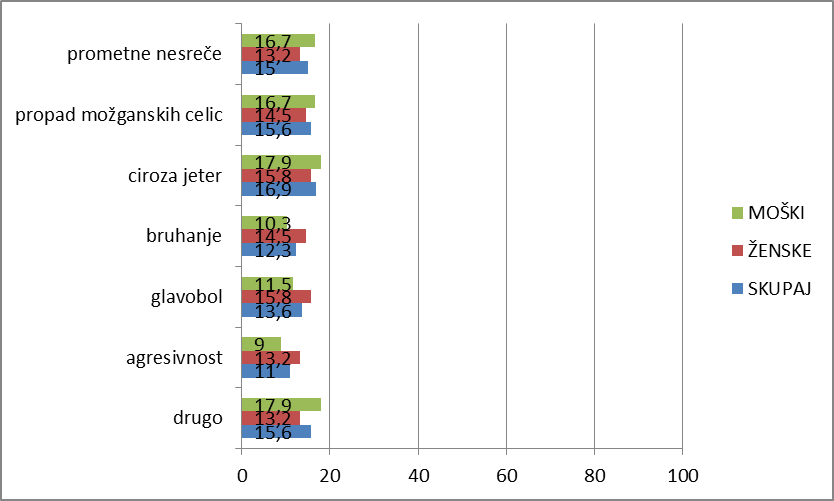 prometne nesreče
16,7
13,2
15
propad možganskih celic
16,7
14,5
15,6
ciroza jeter
17,9
15,8
16,9
bruhanje
10,3
14,5
12,3
glavobol
11,5
15,8
13,6
agresivnost
9
13,2
11
drugo
17,9
13,2
15,6
0 20 40 60 80 100
MOŠKI
ŽENSKE
SKUPAJ